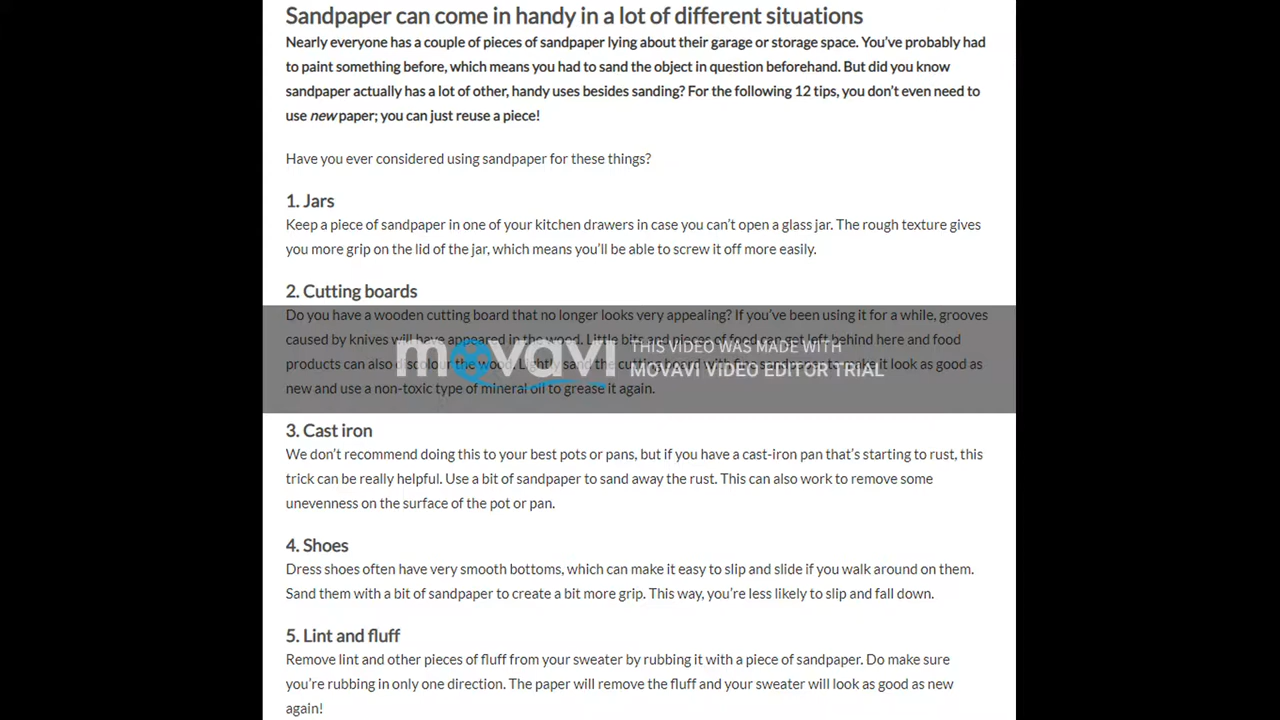 Sandpaper can come in handy in a lot of different situations
Nearly everyone has a couple of pieces of sandpaper lying about their garage or storage space. You've probably had
to paint something before, which means you had to sand the object in question beforehand. But did you know
sandpaper actually has a lot of other, handy uses besides sanding? For the following 12 tips, you don't even need to
use new paper; you can just reuse a piece!
Have you ever considered using sandpaper for these things?
1. Jars
Keep a piece of sandpaper in one of your kitchen drawers in case you can't open a glass jar. The rough texture gives
you more grip on the lid of the jar, which means you'll be able to screw it off more easily.
2. Cutting boards
Do you have a wooden cutting board that no longer looks very appealing? If you've been using it for a while, grooves
caused by knives will have appeared in the wood. Little bits and pieces of food can get left behind here and food
products can also discolour the wood. Lightly sand the cutting board with fine sandpaper to make it look as good as
new and use a non-toxic type of mineral oil to grease it again.
movavi
THIS VIDEO WAS MADE WITH
MOVAVI VIDEO EDITOR TRIAL
3. Cast iron
We don't recommend doing this to your best pots or pans, but if you have a cast-iron pan that's starting to rust, this
trick can be really helpful. Use a bit of sandpaper to sand away the rust. This can also work to remove some
unevenness on the surface of the pot or pan.
4. Shoes
Dress shoes often have very smooth bottoms, which can make it easy to slip and slide if you walk around on them.
Sand them with a bit of sandpaper to create a bit more grip. This way, you're less likely to slip and fall down.
5. Lint and fluff
Remove lint and other pieces of fluff from your sweater by rubbing it with a piece of sandpaper. Do make sure
you're rubbing in only one direction. The paper will remove the fluff and your sweater will look as good as new
again!